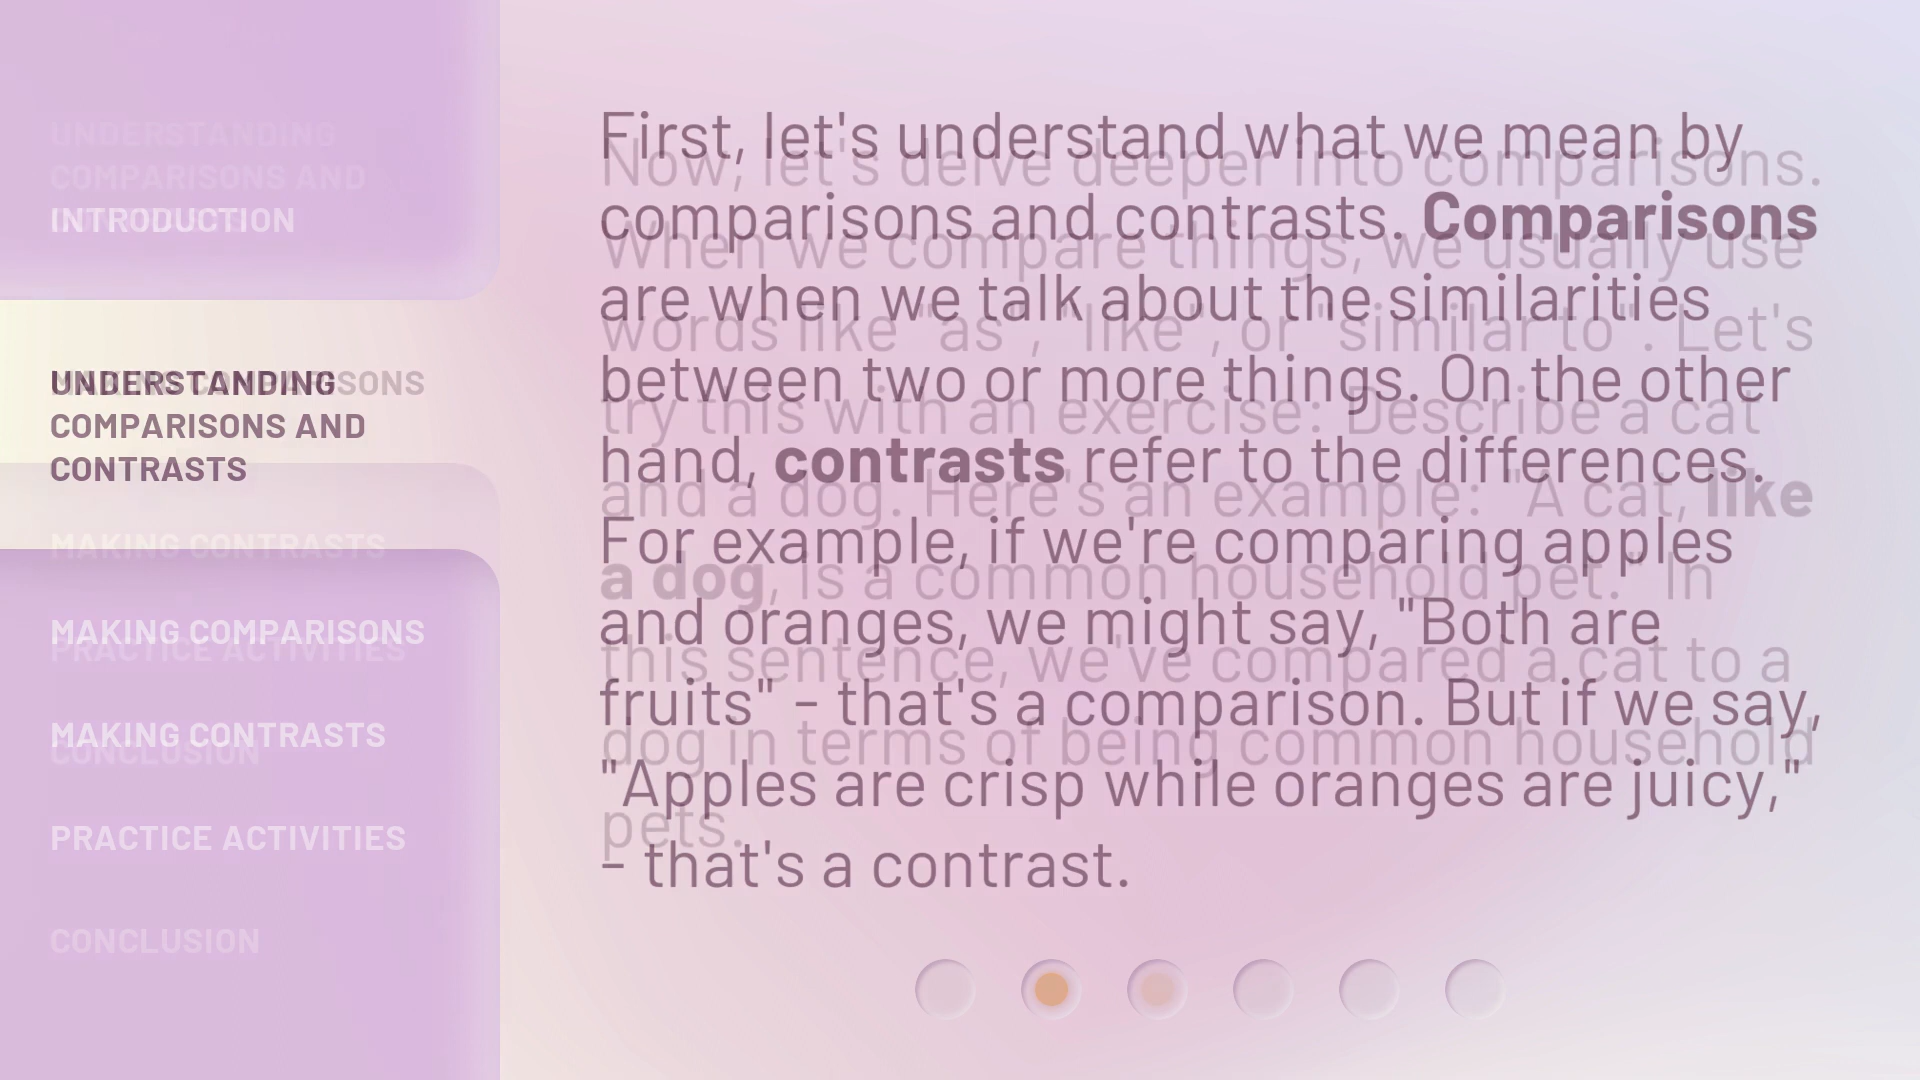 UNDERSTANDING
COMPARISONS AND
INTRODUCTION
UNDERSTANDING
COMPARISONS AND
CONTRASTS
MAKING COMPARISONS
MAKING CONTRASTS
MAKING COMPARISONS
PRACTICE ACTIVITIES
MAKING CONTRASTS
CONCLUSION
PRACTICE ACTIVITIES
CONCLUSION
First, let's understand what we mean by
comparisons and contrasts. Comparisons
are when we talk about the similarities
between two or more things. On the other
hand, contrasts refer to the differences.
For example, if we're comparing apples
and oranges, we might say, "Both are
fruits" - that's a comparison. But if we say,
"Apples are crisp while oranges are juicy,"
- that's a contrast.
Now, let's delve deeper into comparisons.
When we compare things, we usually use
words like "as", "like", or "similar to". Let's
try this with an exercise: Describe a cat
and a dog. Here's an example: "A cat, like
a dog, is a common household pet." In
this sentence, we've compared a cat to a
dog in terms of being common household
pets.